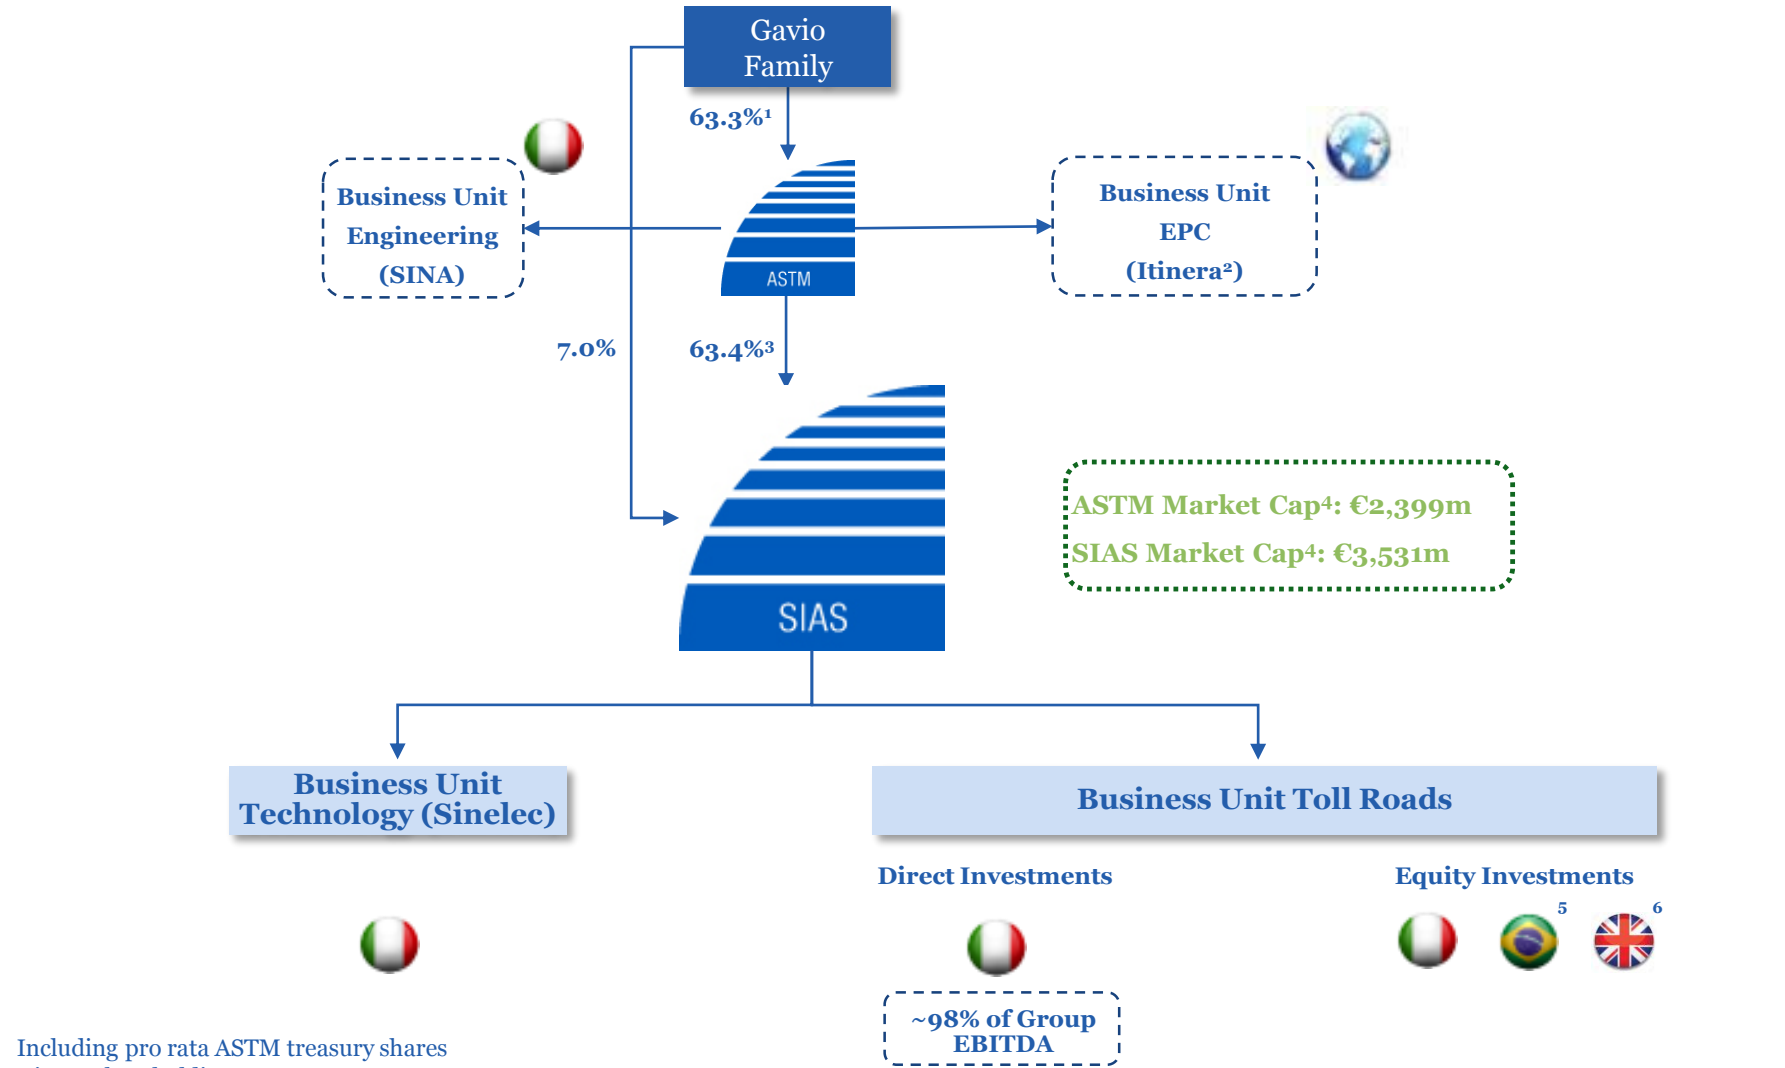 Gavio
Family
63.3%¹
Business Unit
Engineering
(SINA)
ASTM
Business Unit
EPC
(Itinera²)
7.0%
63.4%³
SIAS
ASTM Market Cap⁴: €2,399m
SIAS Market Cap⁴: €3,531m
Business Unit
Technology (Sinelec)
Business Unit Toll Roads
Direct Investments
Equity Investments
5
6
~98% of Group
EBITDA
Including pro rata ASTM treasury shares